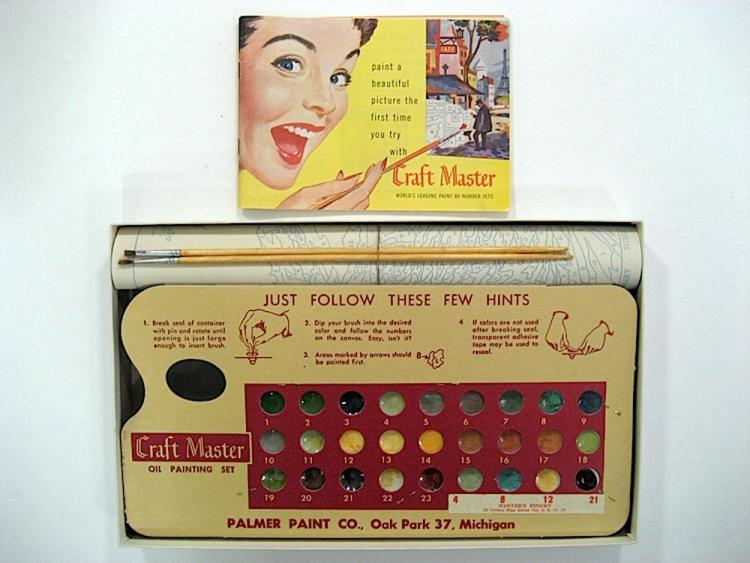 paint a
beautiful
picture the
first time
you try
with
CAFE
Craft Master
WORLD'S LEADING PAINT BY NUMBER SETS
JUST FOLLOW THESE FEW HINTS
1. Break seal of container
with pin and rotate until
opening is just large
enough to insert brush.
2. Dip your brush into the desired
color and follow the numbers
on the canvas. Easy, isn't it?
3. Areas marked by arrows should
be painted first.
8
4 If colors are not used
after breaking seal,
transparent adhesive
tape may be used to
reseal.
1 2 3 4 5 6 7 8 9
10 11 12 13 14 15 16 17 18
19 20 21 22 23
4 8 12 21
WINTER'S FINERY
Craft Master
OIL PAINTING SET
PALMER PAINT CO., Oak Park 37, Michigan